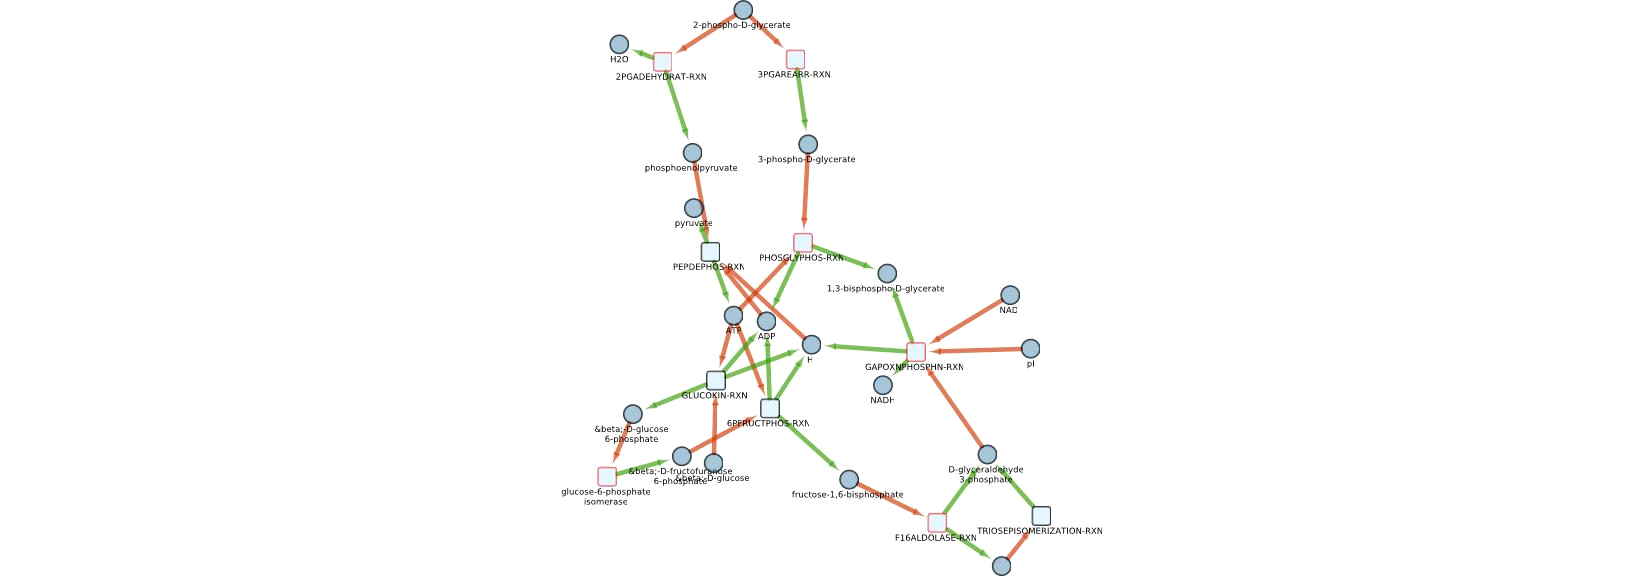 2-phospho-D-glycerate
H2O
2PGADEHYDRAT-RXN
3PGAREARR-RXN
3-phospho-D-glycerate
phosphoenolpyruvate
pyruvate
PEPDEPHOS-RXN
PHOSGLYPHOS-RXN
1,3-bisphospho-D-glycerate
NAD
ATP
ADP
H
GAPOXNPHOSPHN-RXN
pI
NADH
GLUCOKIN-RXN
6PFRUCTPHOS-RXN
&beta;-D-glucose
6-phosphate
&beta;-D-fructofuranose
6-phosphate
&beta;-D-glucose
D-glyceraldehyde
3-phosphate
glucose-6-phosphate
isomerase
fructose-1,6-bisphosphate
F16ALDOLASE-RXN
TRIOSEPISOMERIZATION-RXN